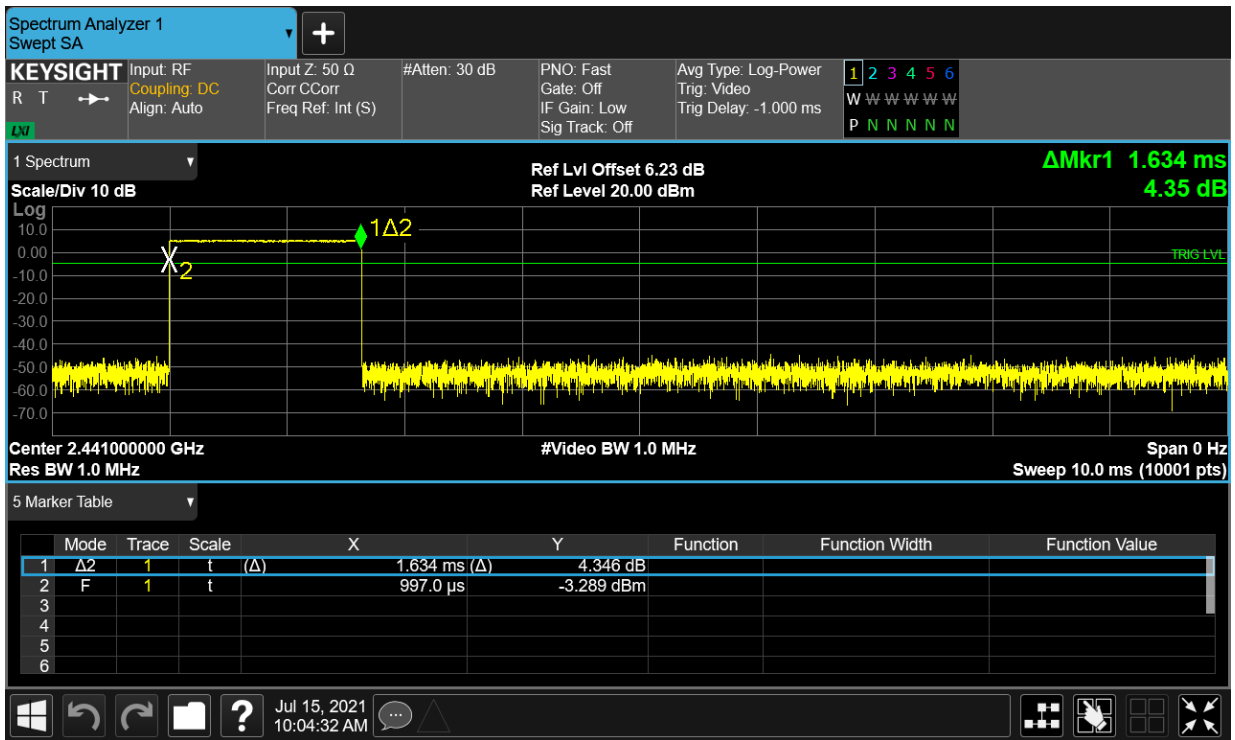 Spectrum Analyzer 1
Swept SA
KEYSIGHT
R T
LXI
Input: RF
Coupling: DC
Align: Auto
Input Z: 50 Ω
Corr CCorr
Freq Ref: Int (S)
#Atten: 30 dB
PNO: Fast
Gate: Off
IF Gain: Low
Sig Track: Off
Avg Type: Log-Power
Trig: Video
Trig Delay: -1.000 ms
1 2 3 4 5 6
W W W W W W
P N N N N N
1 Spectrum
Scale/Div 10 dB
Ref Lvl Offset 6.23 dB
Ref Level 20.00 dBm
ΔMkr1 1.634 ms
4.35 dB
Log
10.0
0.00
-10.0
-20.0
-30.0
-40.0
-50.0
-60.0
-70.0
1Δ2
2
TRIG LVL
Center 2.441000000 GHz
Res BW 1.0 MHz
#Video BW 1.0 MHz
Span 0 Hz
Sweep 10.0 ms (10001 pts)
5 Marker Table
Mode Trace Scale X Y Function Function Width Function Value
1 Δ2 1 t (Δ) 1.634 ms (Δ) 4.346 dB
2 F 1 t 997.0 µs -3.289 dBm
3
4
5
6
?
Jul 15, 2021
10:04:32 AM